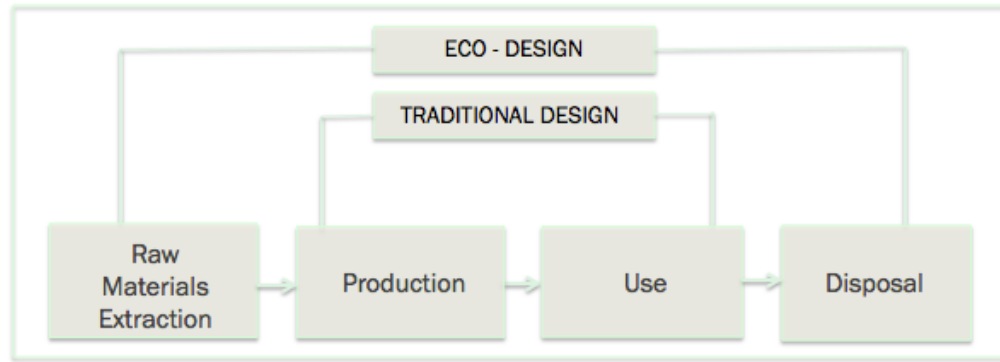 ECO - DESIGN
TRADITIONAL DESIGN
Raw
Materials
Extraction
Production
Use
Disposal